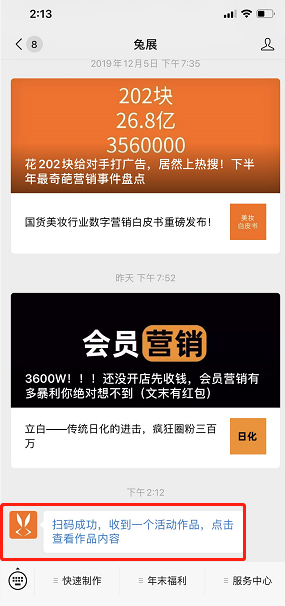 2:13
8
兔展
2019年12月5日 下午7:35
202块
26.8亿
3560000
花202块给对手打广告，居然上热搜！下半
年最奇葩营销事件盘点
国货美妆行业数字营销白皮书重磅发布！
美妆
白皮书
昨天 下午7:52
会员营销
3600W！！！还没开店先收钱，会员营销有
多暴利你绝对想不到（文末有红包）
立白——传统日化的进击，疯狂圈粉三百
万
日化
下午 2:12
扫码成功，收到一个活动作品，点击
查看作品内容
快速制作
年末福利
服务中心